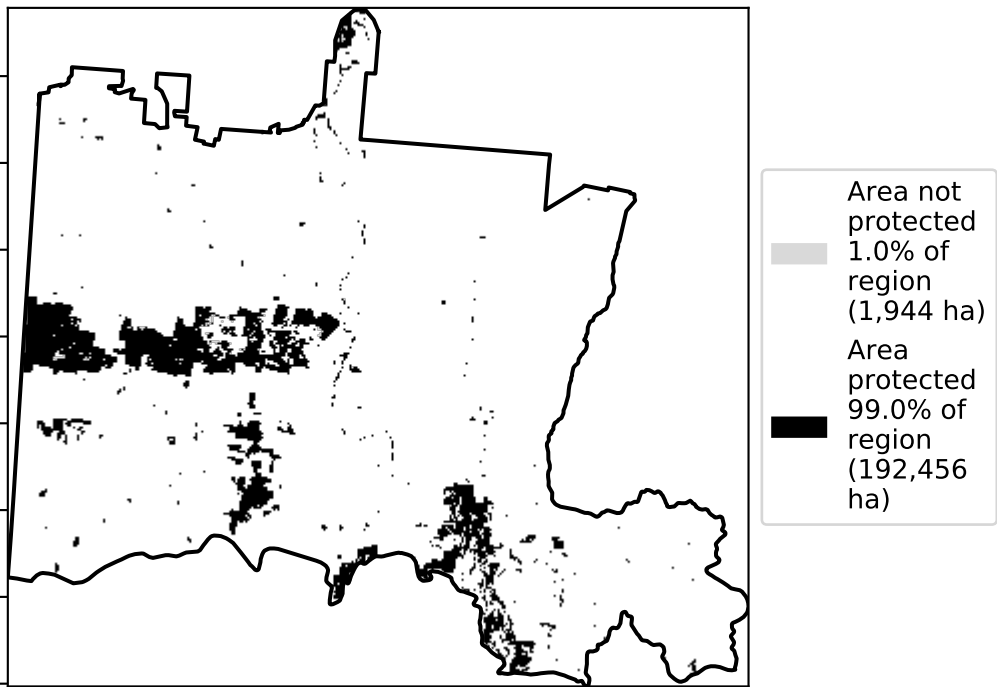 Area not
protected
1.0% of
region
(1,944 ha)
Area
protected
99.0% of
region
(192,456
ha)